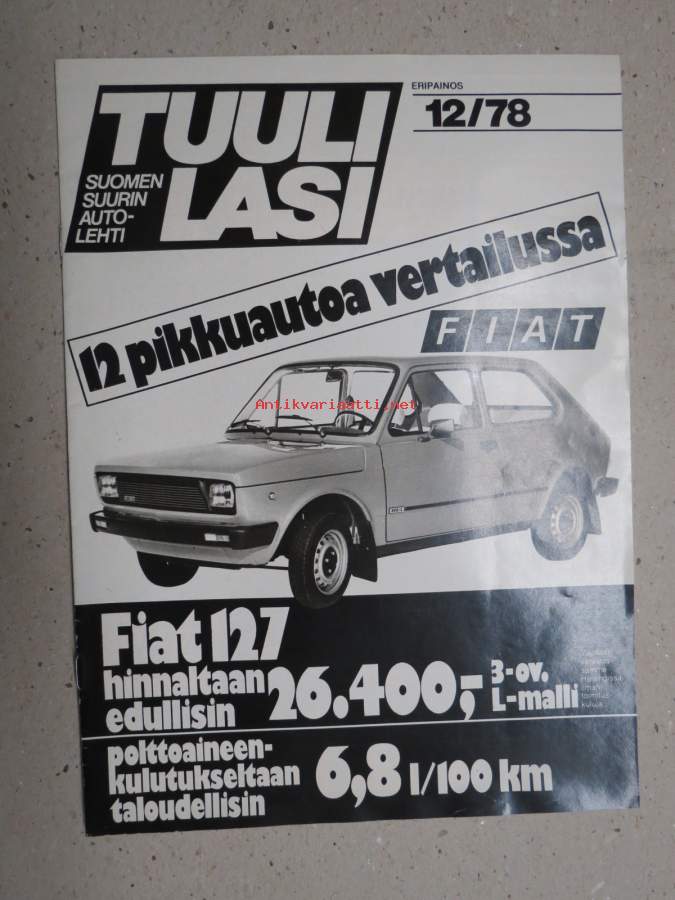 ERIPAINOS
12/78
TUULI
LASI
SUOMEN
SUURIN
AUTO-
LEHTI
12 pikkuautoa vertailussa
FIAT
Antikvariaatti.net
Fiat 127
hinnaltaan
edullisin
26.400,-
3-ov.
L-malli
polttoaineen-
kulutukseltaan
taloudellisin
6,8 l/100 km